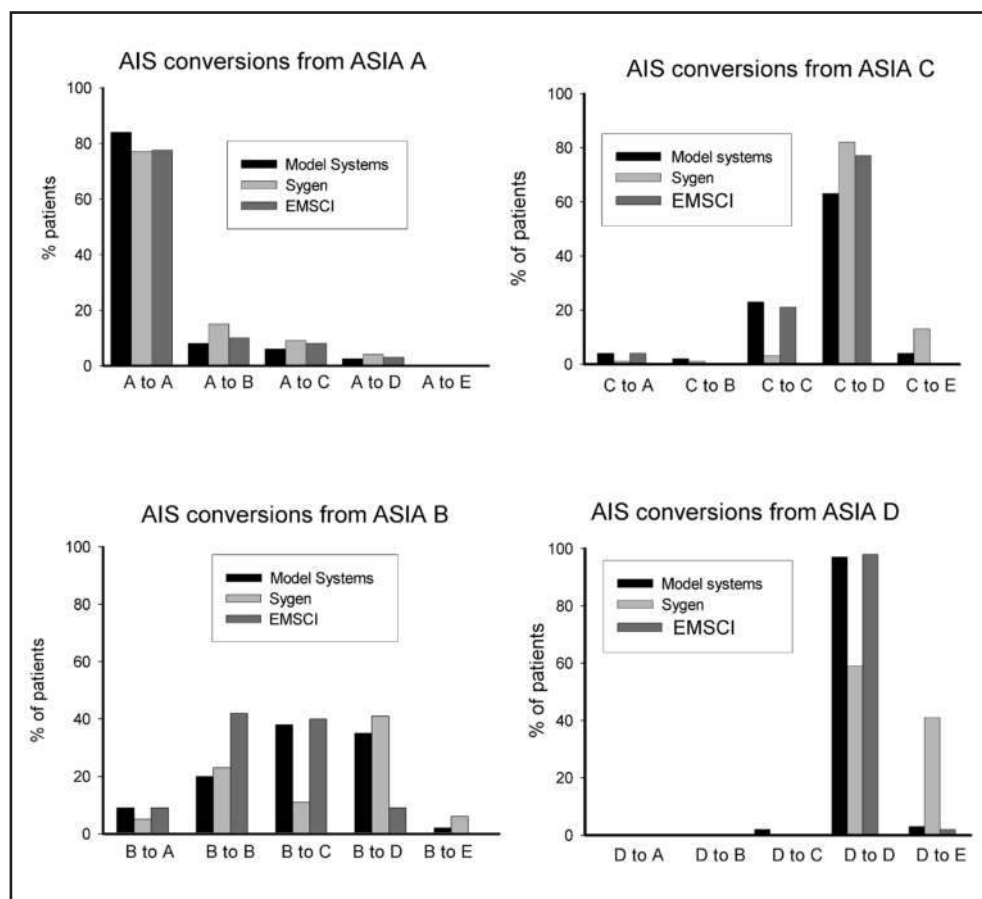 AIS conversions from ASIA A
% patients
100
80
60
40
20
0
Model Systems
Sygen
EMSCI
A to A
A to B
A to C
A to D
A to E
AIS conversions from ASIA C
% of patients
100
80
60
40
20
0
Model systems
Sygen
EMSCI
C to A
C to B
C to C
C to D
C to E
AIS conversions from ASIA B
% of patients
100
80
60
40
20
0
Model Systems
Sygen
EMSCI
B to A
B to B
B to C
B to D
B to E
AIS conversions from ASIA D
% of patients
100
80
60
40
20
0
Model systems
Sygen
EMSCI
D to A
D to B
D to C
D to D
D to E